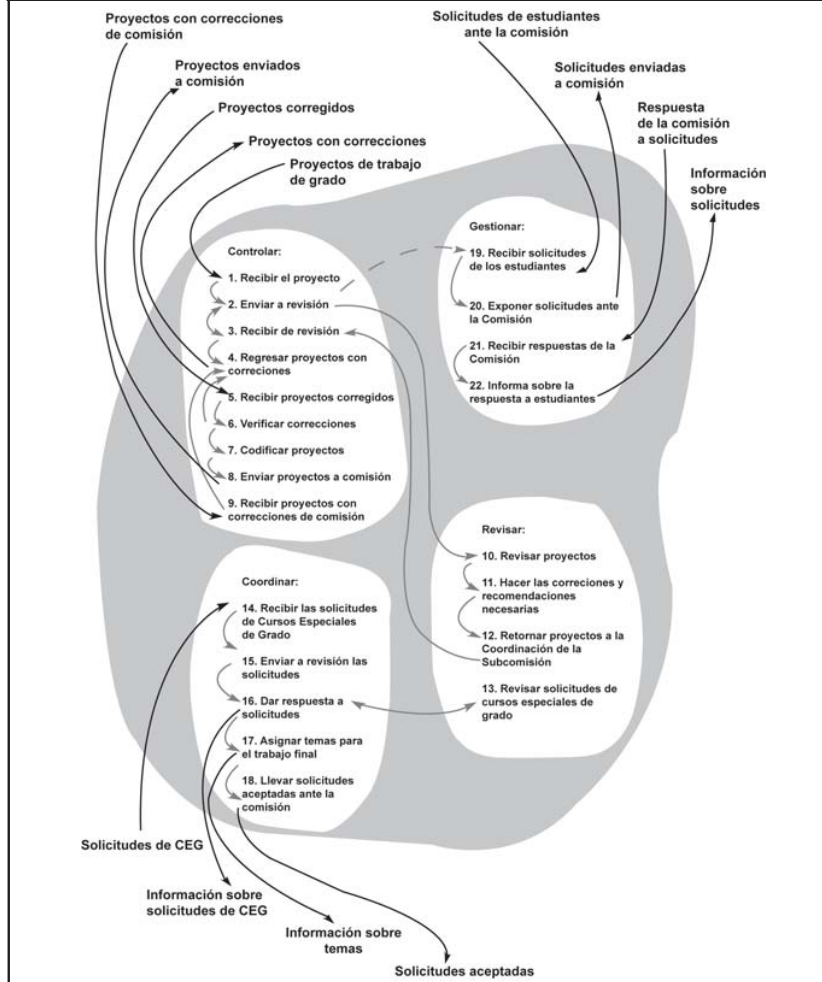 Proyectos con correcciones
de comisión
Proyectos enviados
a comisión
Proyectos corregidos
Proyectos con correcciones
Proyectos de trabajo
de grado
Solicitudes de estudiantes
ante la comisión
Solicitudes enviadas
a comisión
Respuesta
de la comisión
a solicitudes
Información
sobre
solicitudes
Controlar:
1. Recibir el proyecto
2. Enviar a revisión
3. Recibir de revisión
4. Regresar proyectos con
correciones
5. Recibir proyectos corregidos
6. Verificar correcciones
7. Codificar proyectos
8. Enviar proyectos a comisión
9. Recibir proyectos con
correcciones de comisión
Gestionar:
19. Recibir solicitudes
de los estudiantes
20. Exponer solicitudes ante
la Comisión
21. Recibir respuestas de la
Comisión
22. Informa sobre la
respuesta a estudiantes
Revisar:
10. Revisar proyectos
11. Hacer las correciones y
recomendaciones
necesarias
12. Retornar proyectos a la
Coordinación de la
Subcomisión
13. Revisar solicitudes de
cursos especiales de
grado
Coordinar:
14. Recibir las solicitudes
de Cursos Especiales
de Grado
15. Enviar a revisión las
solicitudes
16. Dar respuesta a
solicitudes
17. Asignar temas para
el trabajo final
18. Llevar solicitudes
aceptadas ante la
comisión
Solicitudes de CEG
Información sobre
solicitudes de CEG
Información sobre
temas
Solicitudes aceptadas